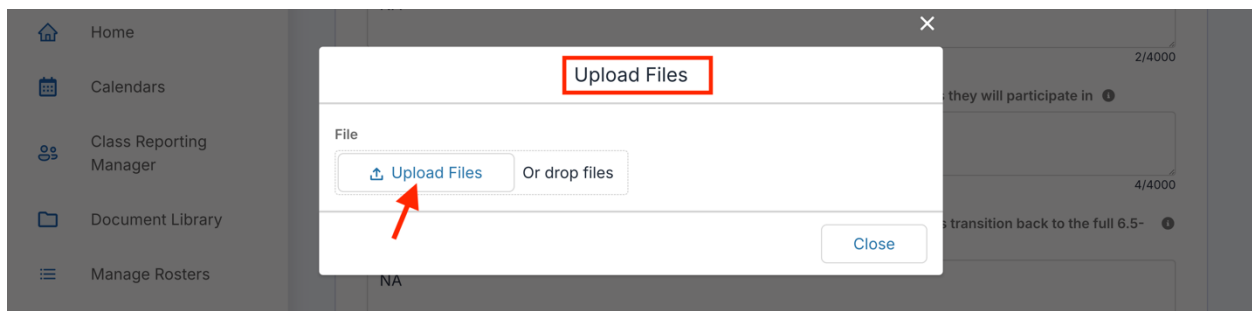 Home
Calendars
Class Reporting
Manager
Document Library
Manage Rosters
2/4000
they will participate in
4/4000
transition back to the full 6.5-
NA
Upload Files
File
Upload Files
Or drop files
Close